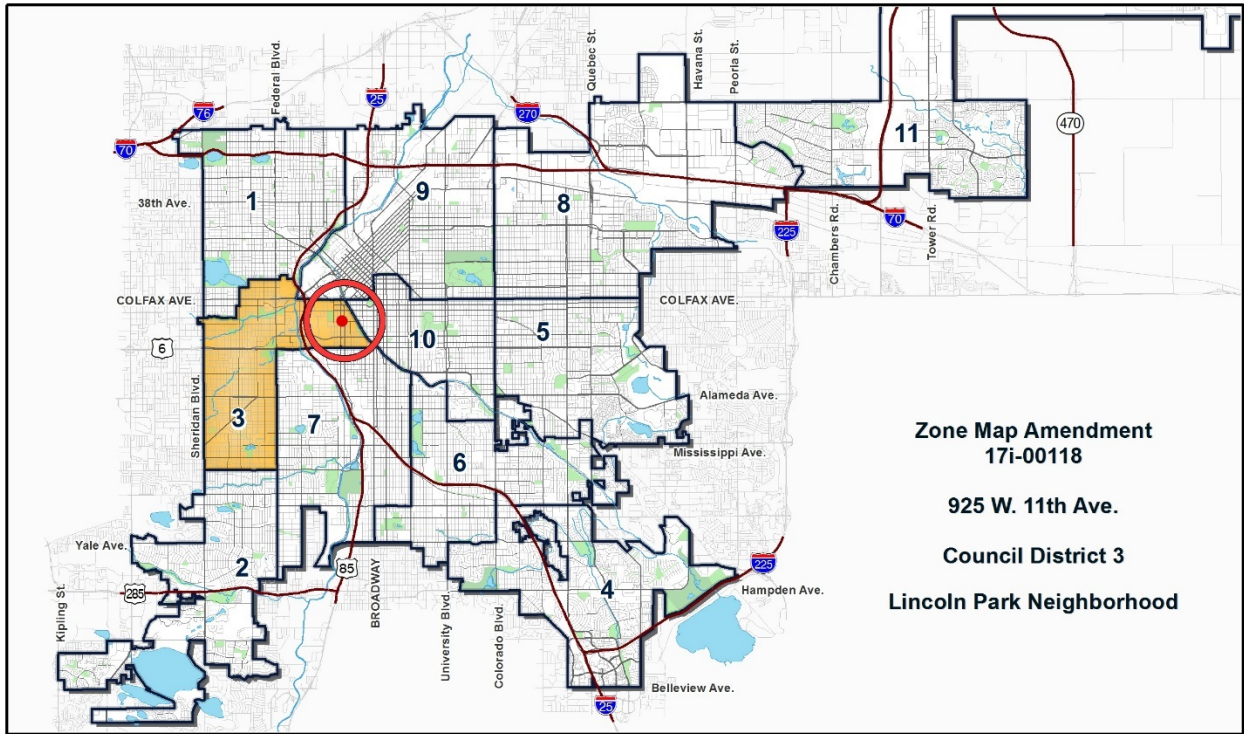 Federal Blvd.
Quebec St.
Havana St.
Peoria St.
76
25
270
70
11
470
38th Ave.
1
9
8
225
Chambers Rd.
70
Tower Rd.
COLFAX AVE.
COLFAX AVE.
6
10
5
Sheridan Blvd.
3
7
Alameda Ave.
Mississippi Ave.
6
Zone Map Amendment
17i-00118
925 W. 11th Ave.
Council District 3
Lincoln Park Neighborhood
Yale Ave.
2
85
285
Kipling St.
BROADWAY
University Blvd.
Colorado Blvd.
4
225
Hampden Ave.
Belleview Ave.
25